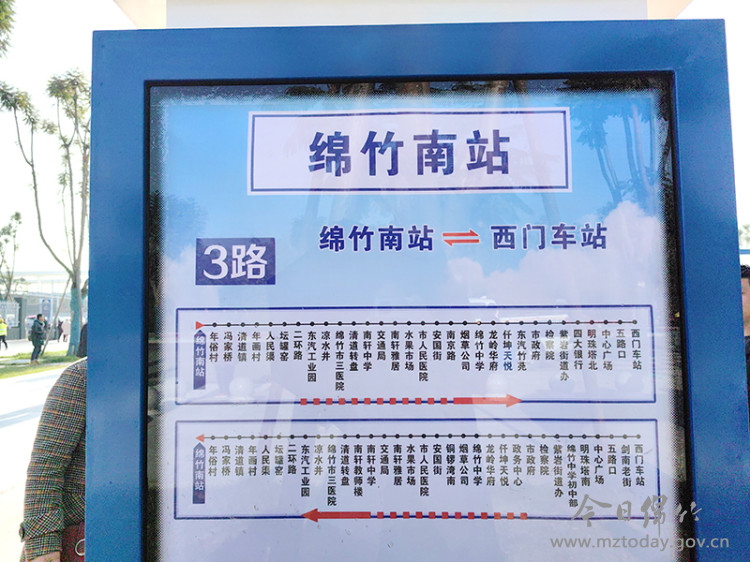 绵竹南站
绵竹南站 西门车站
3路
绵竹南站
年俗村
冯家桥
清道镇
年画村
人民渠
坛罐窑
二环路
东汽工业园
凉水井
绵竹市三医院
清道转盘
南轩中学
交通局
南轩雅居
水果市场
市人民医院
安国街
南京路
烟草公司
绵竹中学
龙岭华府
仟坤天悦
东汽竹苑
市政府
检察院
紫岩街道办
四大银行
明珠塔北
中心广场
五路口
西门车站
绵竹南站
年俗村
冯家桥
清道镇
年画村
人民渠
坛罐窑
二环路
东汽工业园
凉水井
绵竹市三医院
清道转盘
南轩教师楼
南轩中学
交通局
南轩雅居
水果市场
市人民医院
安国街
铜锣湾南
烟草公司
绵竹中学
龙岭华府
仟坤天悦
政务中心
市政府
检察院
紫岩街道办
绵竹中学初中部
明珠塔南
中心广场
五路口
剑南老街
西门车站
今日绵竹
www.mztoday.gov.cn